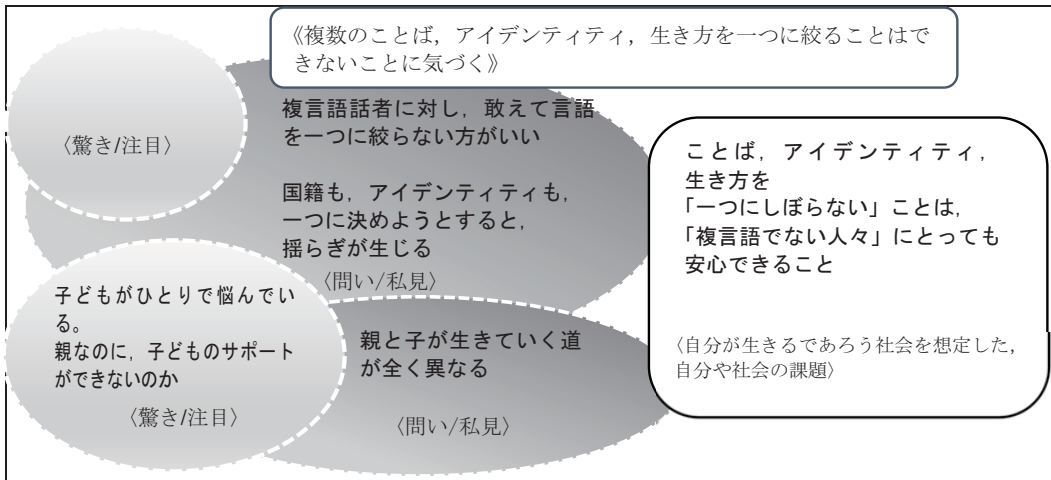 《複数のことば，アイデンティティ，生き方を一つに絞ることはで
きないことに気づく》
〈驚き/注目〉
複言語話者に対し，敢えて言語
を一つに絞らない方がいい
国籍も，アイデンティティも，
一つに決めようとすると，
揺らぎが生じる
〈問い/私見〉
子どもがひとりで悩んでい
る。
親なのに，子どものサポート
ができないのか
〈驚き/注目〉
親と子が生きていく道
が全く異なる
〈問い/私見〉
ことば，アイデンティティ，
生き方を
「一つにしぼらない」ことは，
「複言語でない人々」にとっても
安心できること
〈自分が生きるであろう社会を想定した，
自分や社会の課題〉